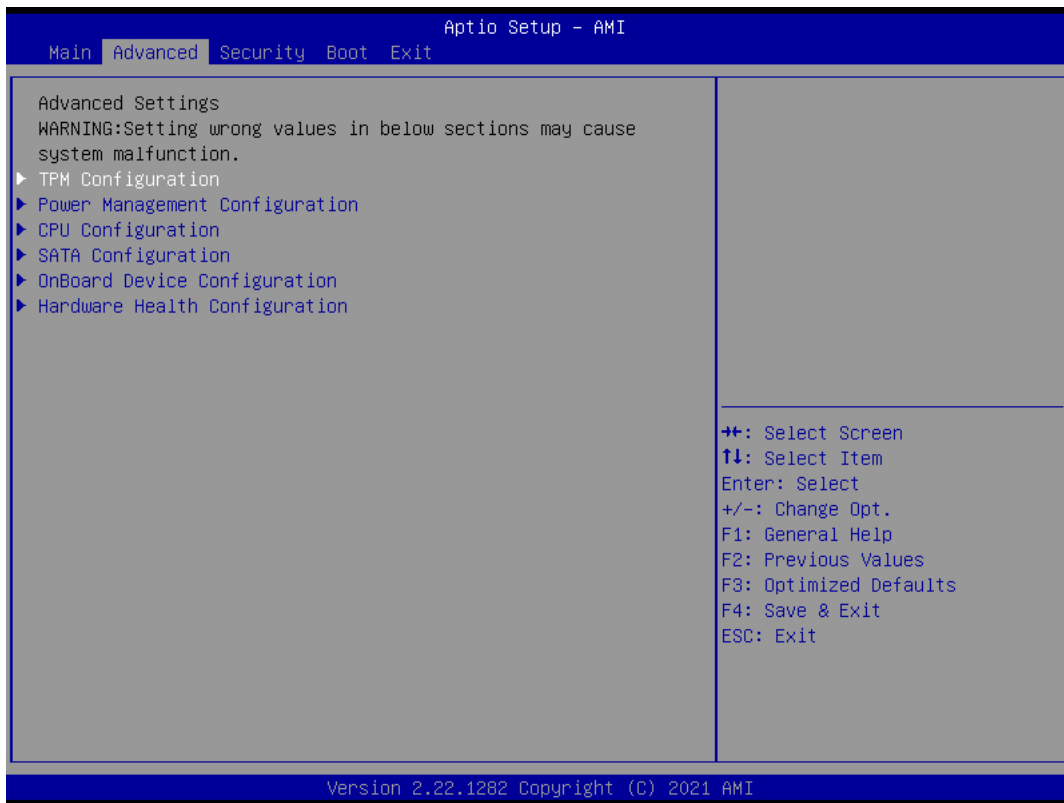 Aptio Setup – AMI
Main Advanced Security Boot Exit
Advanced Settings
WARNING:Setting wrong values in below sections may cause
system malfunction.
▶ TPM Configuration
▶ Power Management Configuration
▶ CPU Configuration
▶ SATA Configuration
▶ OnBoard Device Configuration
▶ Hardware Health Configuration
→←: Select Screen
↑↓: Select Item
Enter: Select
+/-: Change Opt.
F1: General Help
F2: Previous Values
F3: Optimized Defaults
F4: Save & Exit
ESC: Exit
Version 2.22.1282 Copyright (C) 2021 AMI